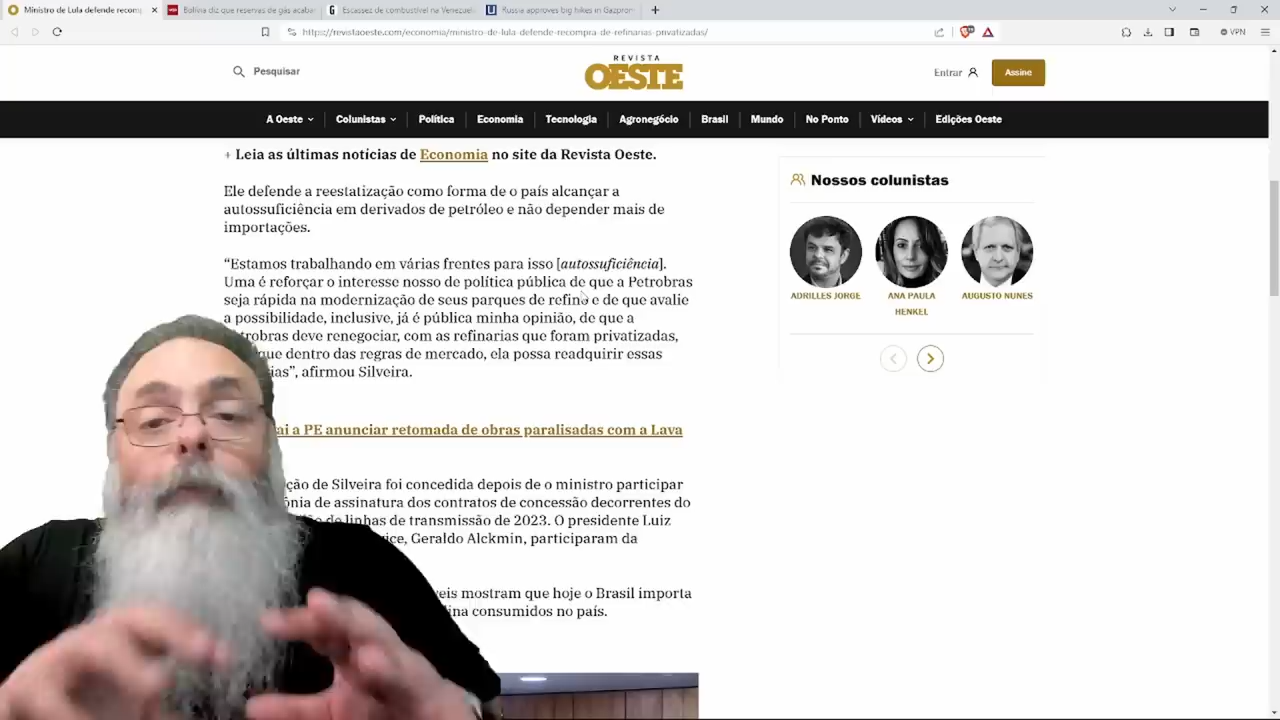 Ministro de Lula defende recom
Bolívia diz que reservas de gás acaba
Escassez de combustível na Venezuel
Russia approves big hikes in Gazprom
https://revistaoeste.com/economia/ministro-de-lula-defende-recompra-de-refinarias-privatizadas/
VPN
Pesquisar
REVISTA
OESTE
Entrar
Assine
A Oeste
Colunistas
Política
Economia
Tecnologia
Agronegócio
Brasil
Mundo
No Ponto
Vídeos
Edições Oeste
+ Leia as últimas notícias de Economia no site da Revista Oeste.
Ele defende a reestatização como forma de o país alcançar a
autossuficiência em derivados de petróleo e não depender mais de
importações.
“Estamos trabalhando em várias frentes para isso [autossuficiência].
Uma é reforçar o interesse nosso de política pública de que a Petrobras
seja rápida na modernização de seus parques de refino e de que avalie
a possibilidade, inclusive, já é pública minha opinião, de que a
trobras deve renegociar, com as refinarias que foram privatizadas,
que dentro das regras de mercado, ela possa readquirir essas
ias”, afirmou Silveira.
ai a PE anunciar retomada de obras paralisadas com a Lava
ção de Silveira foi concedida depois de o ministro participar
ônia de assinatura dos contratos de concessão decorrentes do
de linhas de transmissão de 2023. O presidente Luiz
ice, Geraldo Alckmin, participaram da
veis mostram que hoje o Brasil importa
lina consumidos no país.
Nossos colunistas
ADRILLES JORGE
ANA PAULA
HENKEL
AUGUSTO NUNES